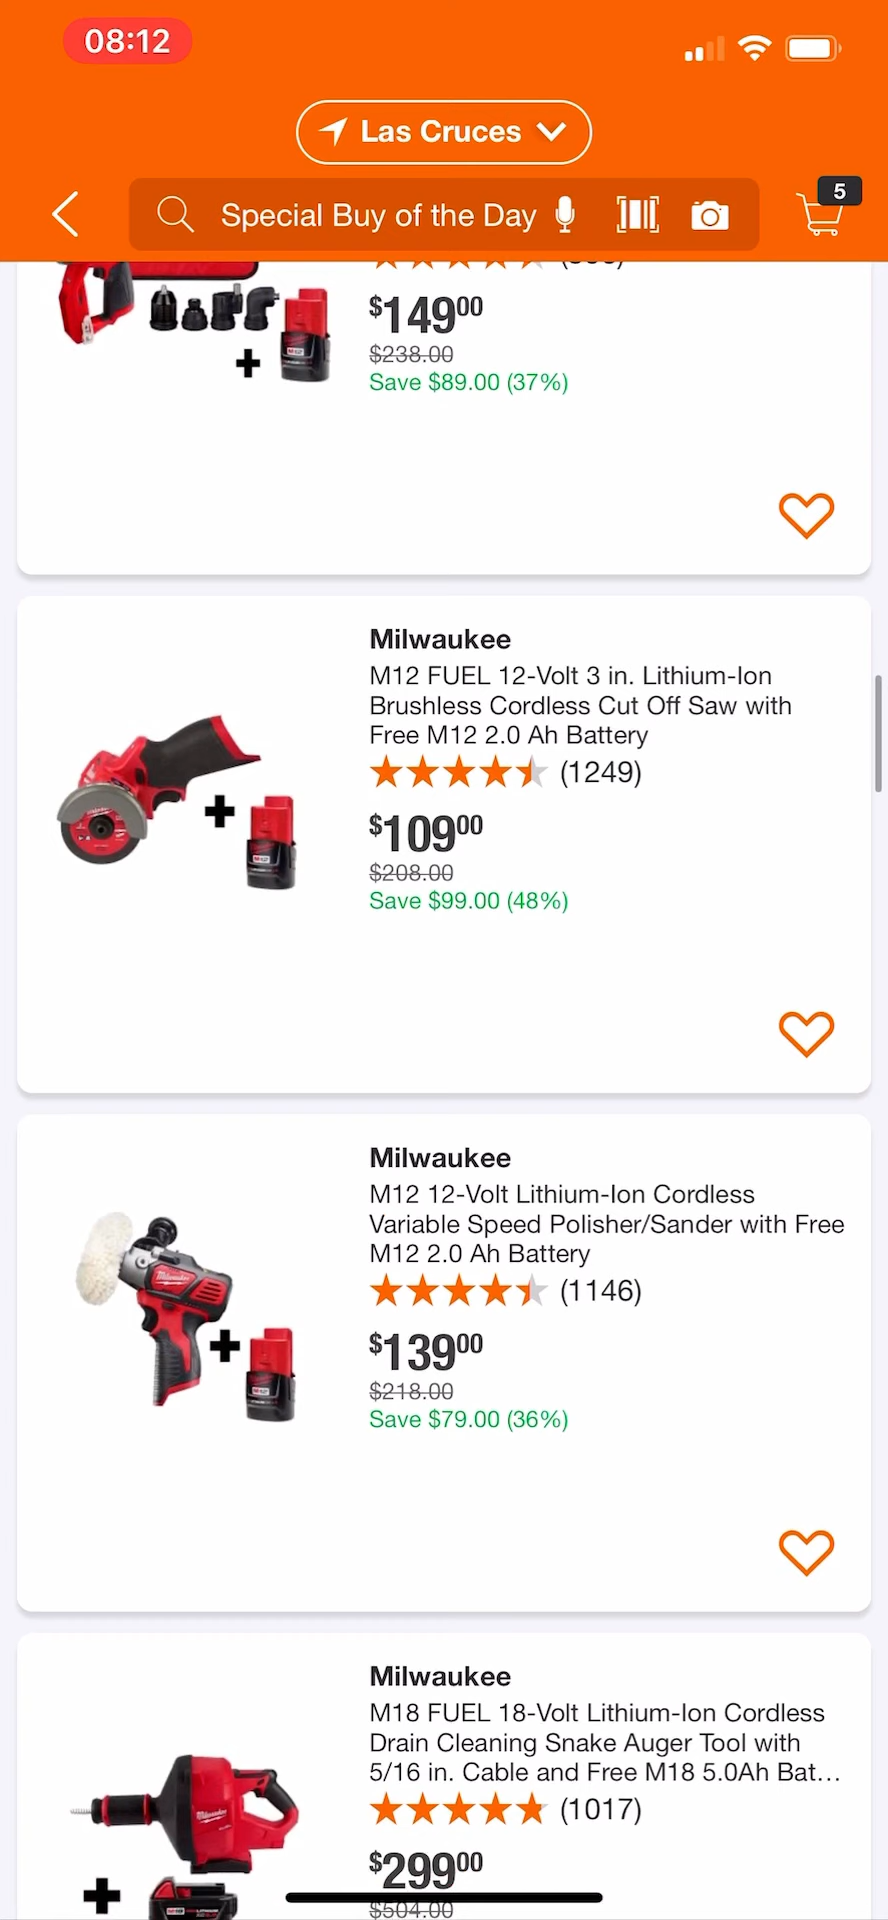 08:12
Las Cruces
Special Buy of the Day
5
$149.00
$238.00
Save $89.00 (37%)
Milwaukee
M12 FUEL 12-Volt 3 in. Lithium-Ion
Brushless Cordless Cut Off Saw with
Free M12 2.0 Ah Battery
(1249)
$109.00
$208.00
Save $99.00 (48%)
Milwaukee
M12 12-Volt Lithium-Ion Cordless
Variable Speed Polisher/Sander with Free
M12 2.0 Ah Battery
(1146)
$139.00
$218.00
Save $79.00 (36%)
Milwaukee
M18 FUEL 18-Volt Lithium-Ion Cordless
Drain Cleaning Snake Auger Tool with
5/16 in. Cable and Free M18 5.0Ah Bat...
(1017)
$299.00
$504.00